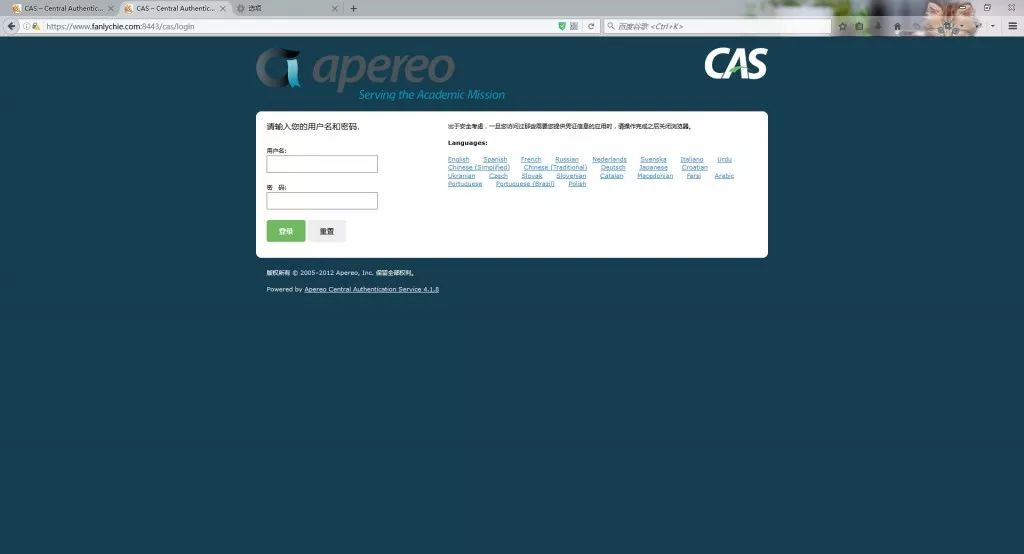 CAS – Central Authentic...
CAS – Central Authentic...
选项
https://www.fanlychie.com:8443/cas/login
百度谷歌 <Ctrl+K>
apereo
Serving the Academic Mission
CAS
请输入您的用户名和密码.
用户名:
密 码:
登录 重置
出于安全考虑，一旦您访问过那些需要您提供凭证信息的应用时，请操作完成之后关闭浏览器。
Languages:
English Spanish French Russian Nederlands Svenska Italiano Urdu
Chinese (Simplified) Chinese (Traditional) Deutsch Japanese Croatian
Ukranian Czech Slovak Slovenian Catalan Macedonian Farsi Arabic
Portuguese Portuguese (Brazil) Polish
版权所有 © 2005–2012 Apereo, Inc. 保留全部权利。
Powered by Apereo Central Authentication Service 4.1.8